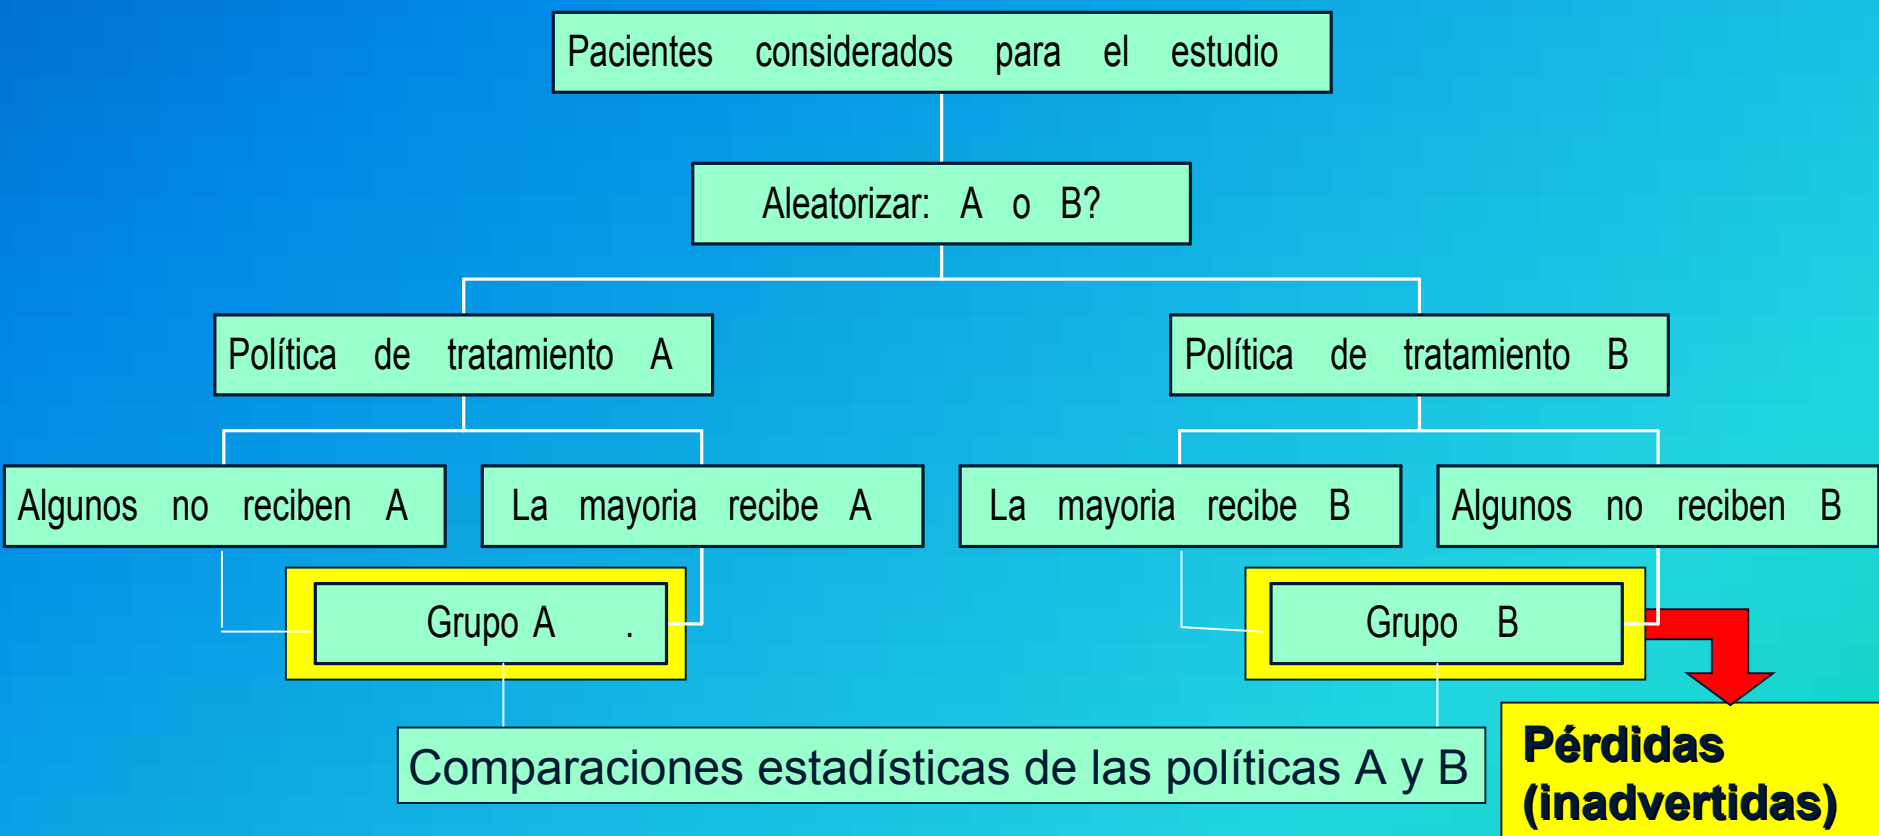 Pacientes considerados para el estudio
Aleatorizar: A o B?
Política de tratamiento A
Política de tratamiento B
Algunos no reciben A
La mayoria recibe A
La mayoria recibe B
Algunos no reciben B
Grupo A .
Grupo B
Comparaciones estadísticas de las políticas A y B
Pérdidas
(inadvertidas)